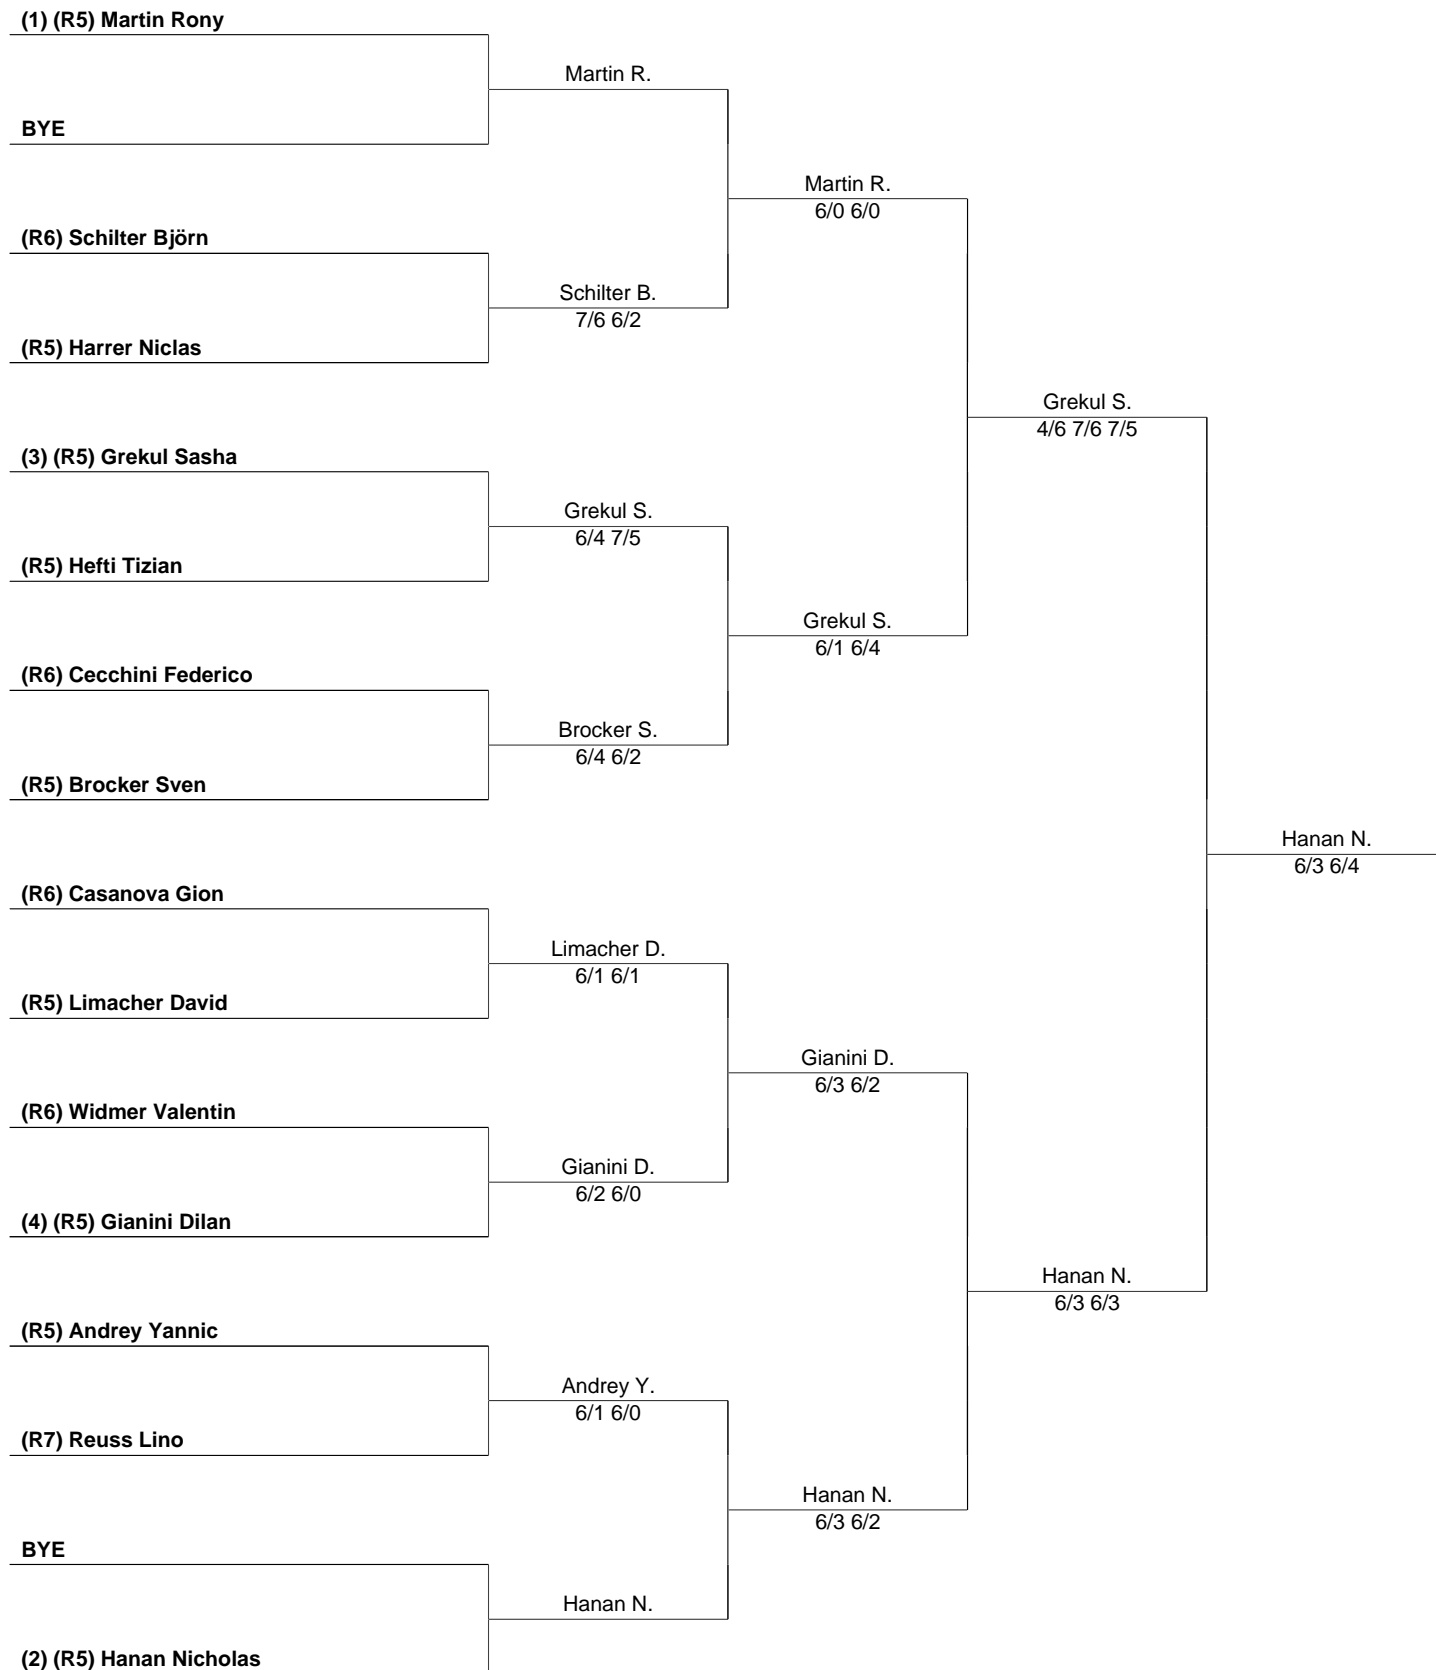 (1) (R5) Martin Rony
Martin R.
BYE
Martin R.
6/0 6/0
(R6) Schilter Björn
Schilter B.
7/6 6/2
(R5) Harrer Niclas
Grekul S.
4/6 7/6 7/5
(3) (R5) Grekul Sasha
Grekul S.
6/4 7/5
(R5) Hefti Tizian
Grekul S.
6/1 6/4
(R6) Cecchini Federico
Brocker S.
6/4 6/2
(R5) Brocker Sven
Hanan N.
6/3 6/4
(R6) Casanova Gion
Limacher D.
6/1 6/1
(R5) Limacher David
Gianini D.
6/3 6/2
(R6) Widmer Valentin
Gianini D.
6/2 6/0
(4) (R5) Gianini Dilan
Hanan N.
6/3 6/3
(R5) Andrey Yannic
Andrey Y.
6/1 6/0
(R7) Reuss Lino
Hanan N.
6/3 6/2
BYE
Hanan N.
(2) (R5) Hanan Nicholas